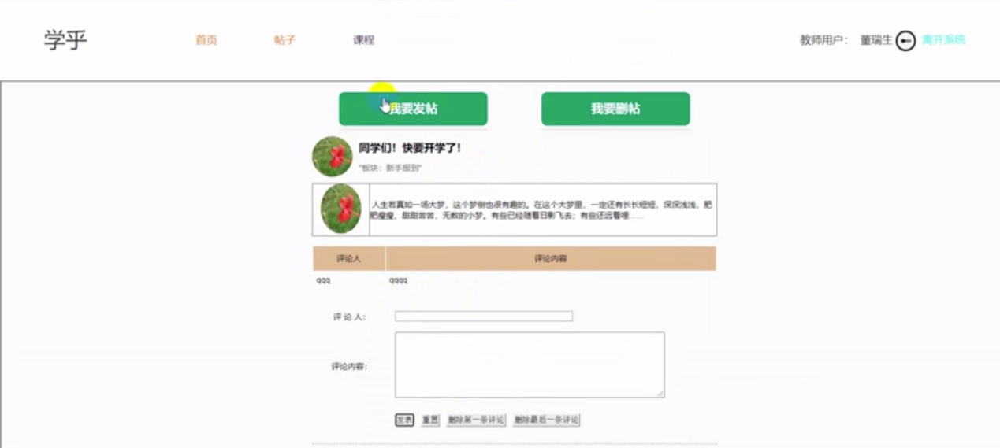 学乎
首页 帖子 课程
教师用户： 董瑞生 离开系统
我要发帖 我要删帖
同学们！快要开学了！
"板块：新手报到"
人生若真如一场大梦，这个梦倒也很有趣的。在这个大梦里，一定还有长长短短，深深浅浅，肥
肥瘦瘦、甜甜苦苦，无数的小梦。有些已经随着日影飞去；有些还远着哩……
评论人 评论内容
qqq qqqq
评 论 人：
评论内容：
发表 重置 删除第一条评论 删除最后一条评论